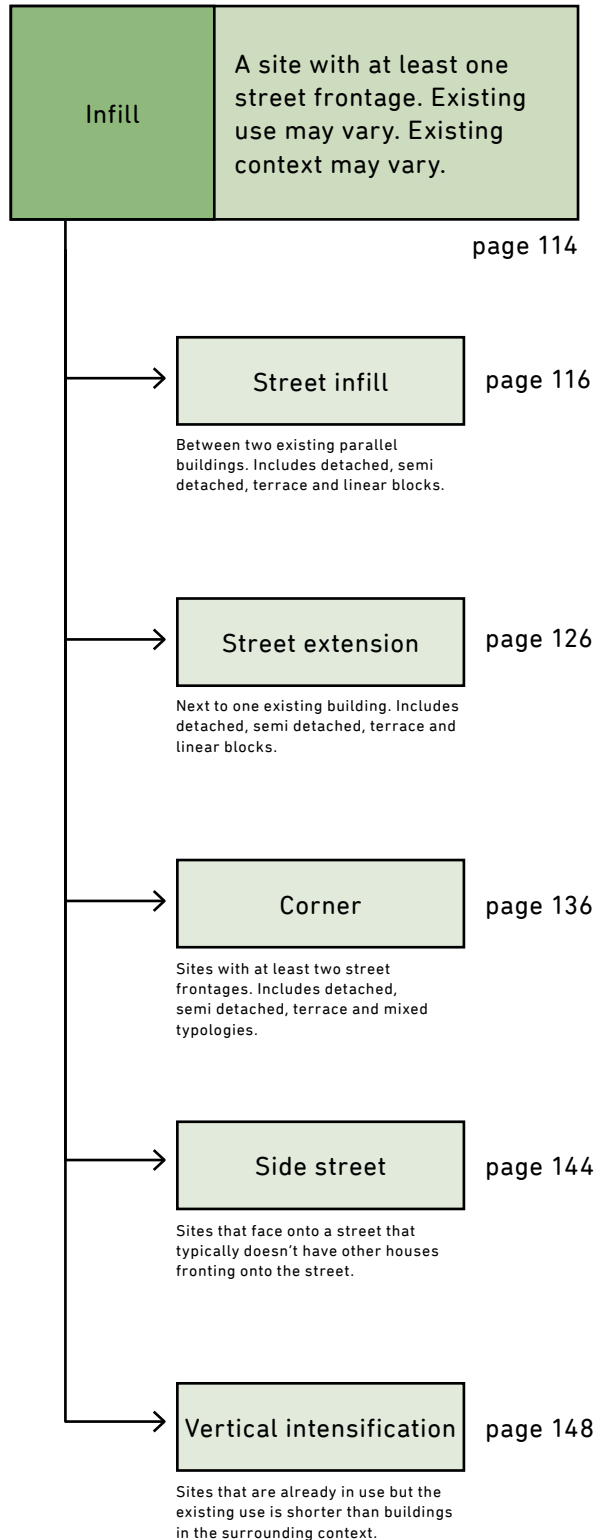 Infill
A site with at least one
street frontage. Existing
use may vary. Existing
context may vary.
page 114
Street infill
page 116
Between two existing parallel
buildings. Includes detached, semi
detached, terrace and linear blocks.
Street extension
page 126
Next to one existing building. Includes
detached, semi detached, terrace and
linear blocks.
Corner
page 136
Sites with at least two street
frontages. Includes detached,
semi detached, terrace and mixed
typologies.
Side street
page 144
Sites that face onto a street that
typically doesn't have other houses
fronting onto the street.
Vertical intensification
page 148
Sites that are already in use but the
existing use is shorter than buildings
in the surrounding context.